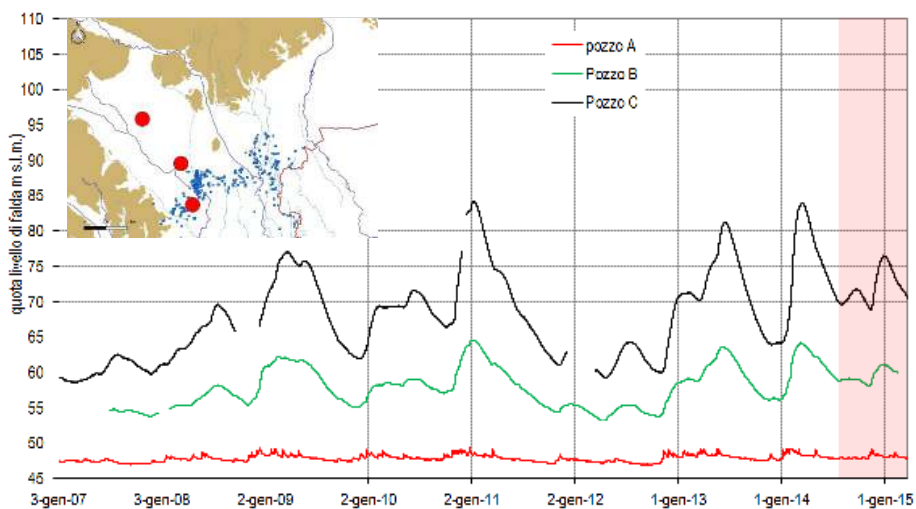 110
105
100
95
90
85
80
75
70
65
60
55
50
45
quota livello di falda m s.l.m.)
pozzo A
Pozzo B
Pozzo C
3-gen-07
3-gen-08
2-gen-09
2-gen-10
2-gen-11
2-gen-12
1-gen-13
1-gen-14
1-gen-15